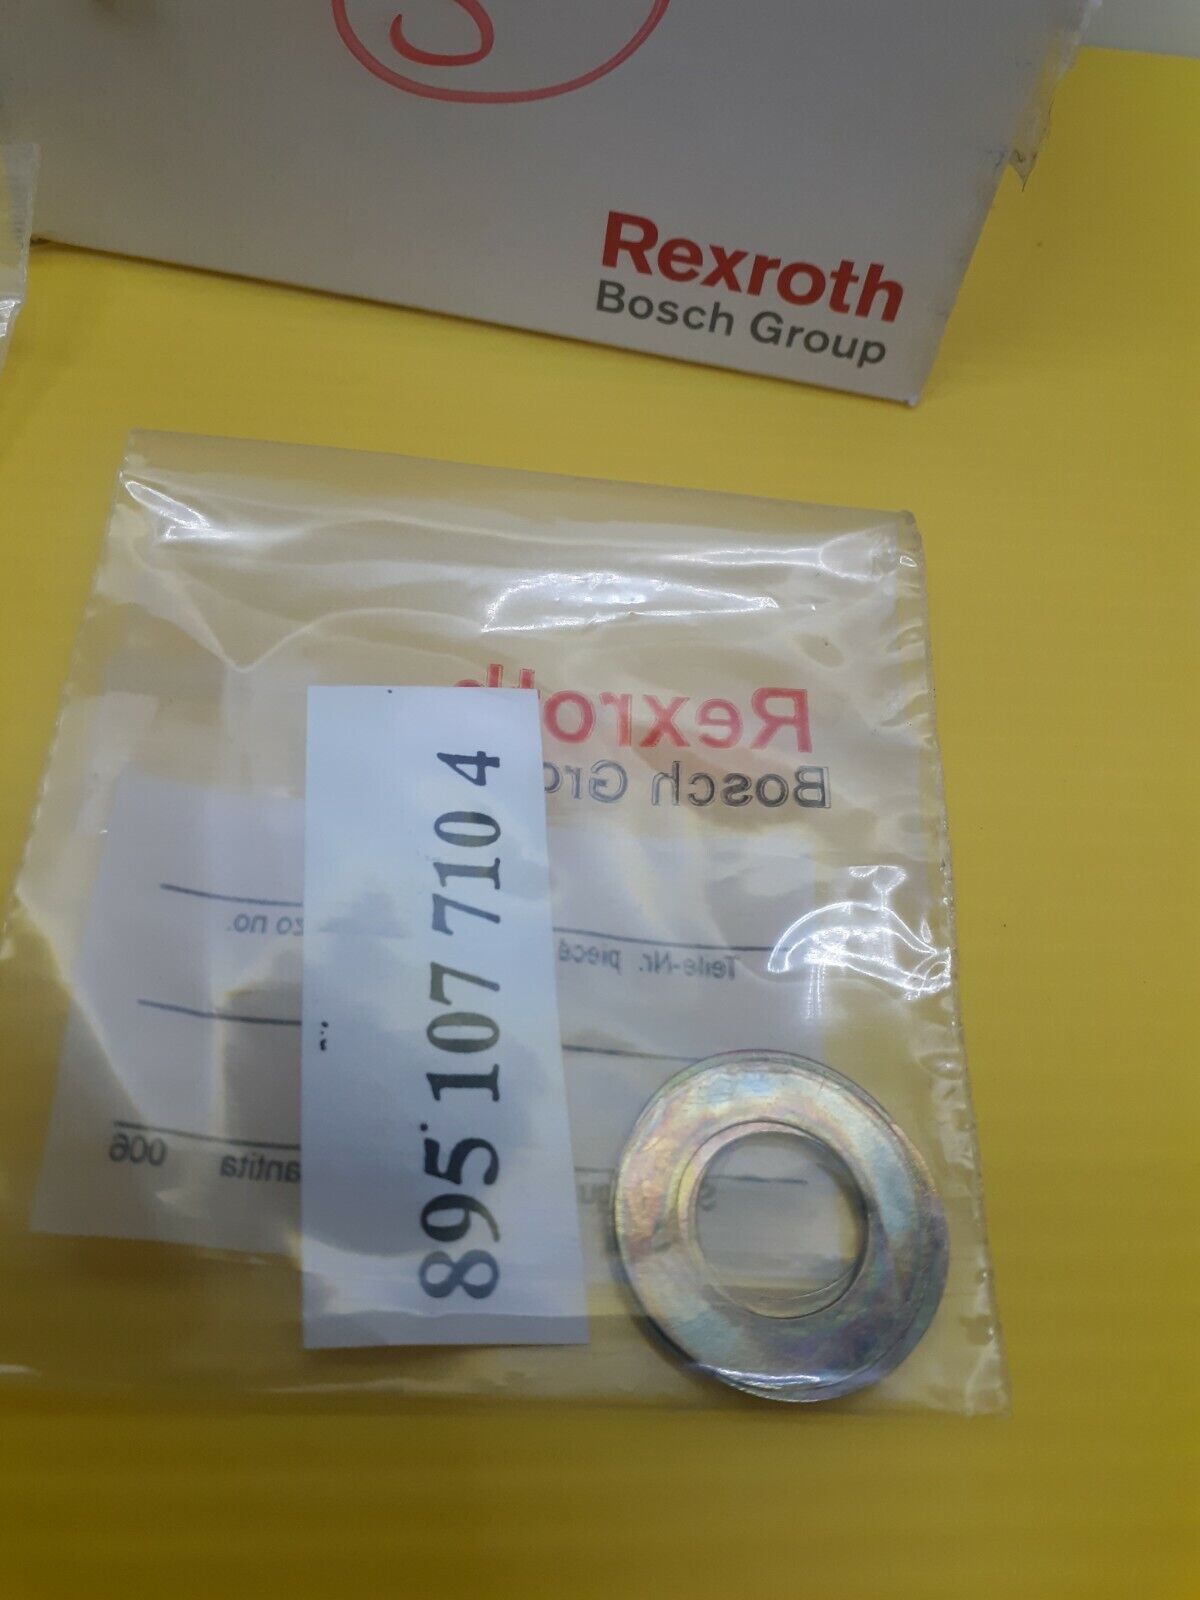 S
Rexroth
Bosch Group
Rexroth
Bosch Gro
895 107 710 4
zo no.
Teile-Nr. piece
006
antita